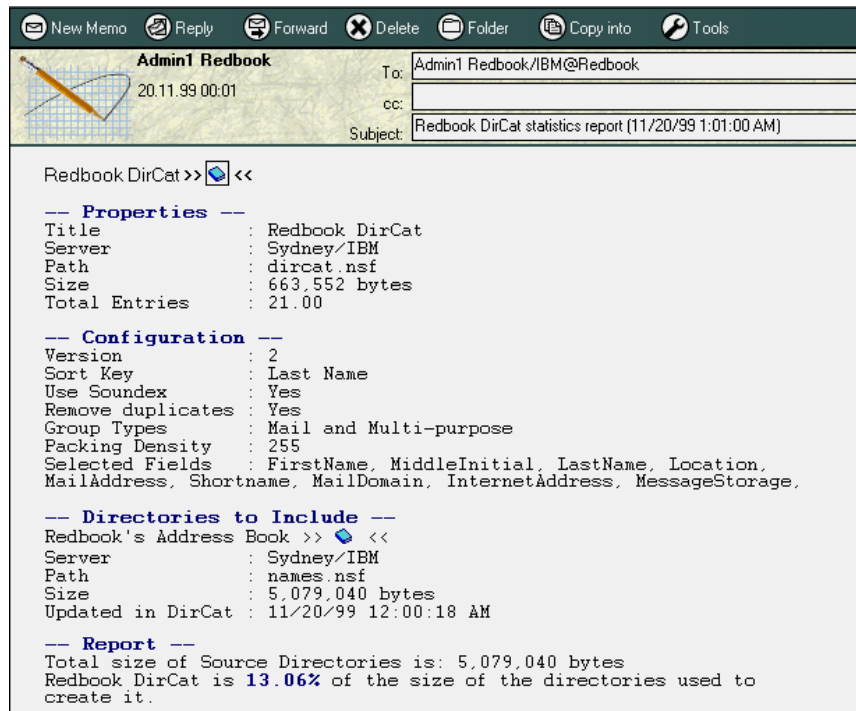 New Memo Reply Forward Delete Folder Copy into Tools
Admin1 Redbook
20.11.99 00:01
To: Admin1 Redbook/IBM@Redbook
cc:
Subject: Redbook DirCat statistics report (11/20/99 1:01:00 AM)
Redbook DirCat >> <<
-- Properties --
Title : Redbook DirCat
Server : Sydney/IBM
Path : dircat.nsf
Size : 663,552 bytes
Total Entries : 21.00
-- Configuration --
Version : 2
Sort Key : Last Name
Use Soundex : Yes
Remove duplicates : Yes
Group Types : Mail and Multi-purpose
Packing Density : 255
Selected Fields : FirstName, MiddleInitial, LastName, Location,
MailAddress, Shortname, MailDomain, InternetAddress, MessageStorage,
-- Directories to Include --
Redbook's Address Book >> <<
Server : Sydney/IBM
Path : names.nsf
Size : 5,079,040 bytes
Updated in DirCat : 11/20/99 12:00:18 AM
-- Report --
Total size of Source Directories is: 5,079,040 bytes
Redbook DirCat is 13.06% of the size of the directories used to
create it.